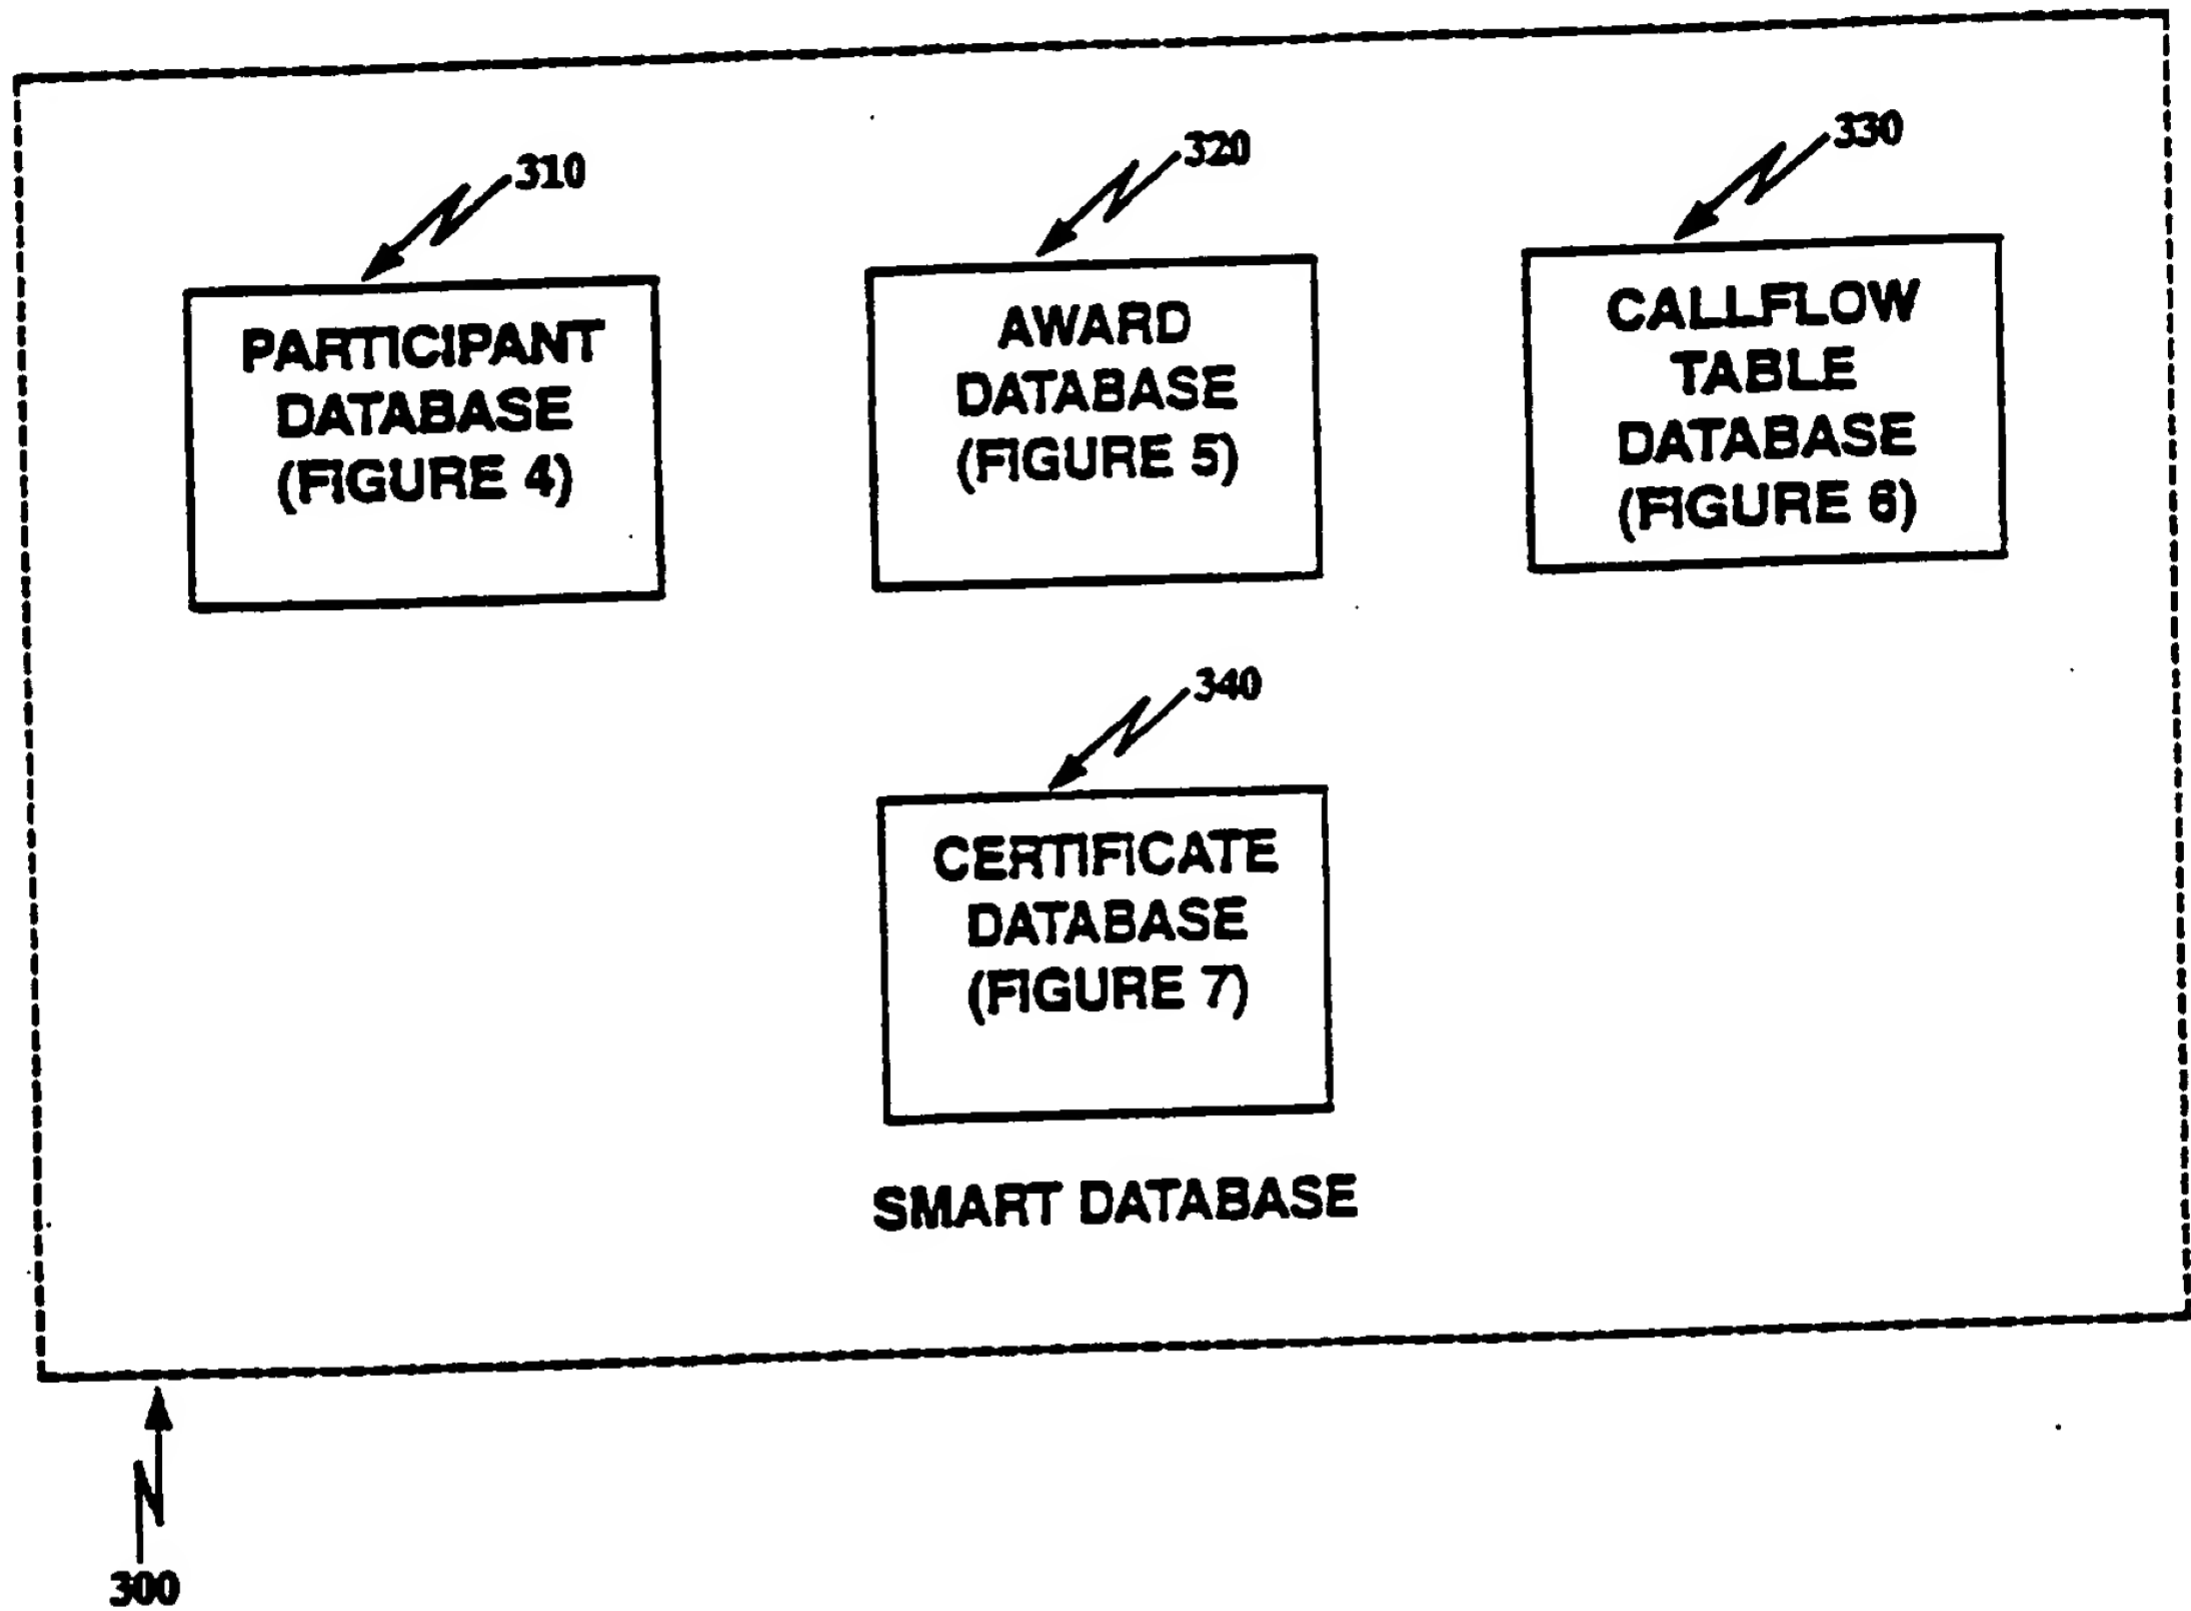 310
320
330
PARTICIPANT
DATABASE
(FIGURE 4)
AWARD
DATABASE
(FIGURE 5)
CALLFLOW
TABLE
DATABASE
(FIGURE 6)
340
CERTIFICATE
DATABASE
(FIGURE 7)
SMART DATABASE
300